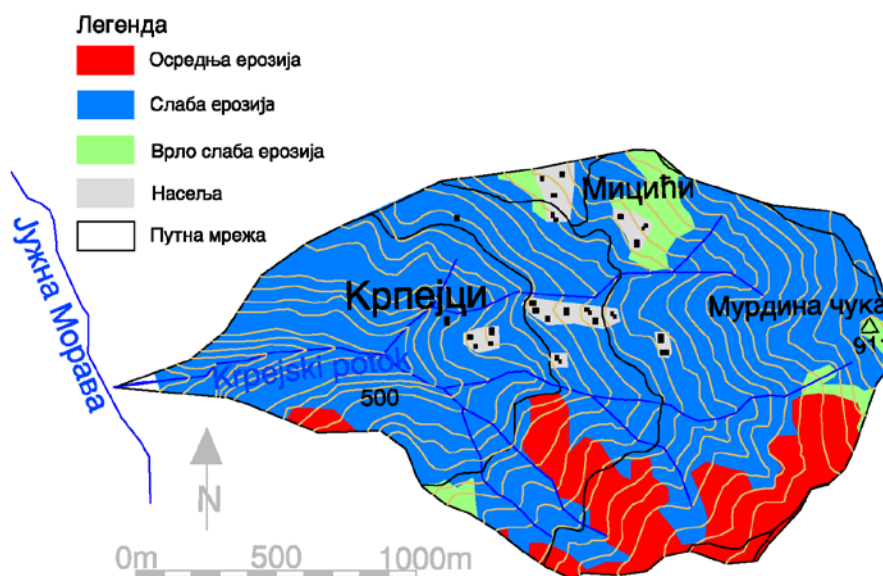 Легенда
Осредња ерозија
Слаба ерозија
Врло слаба ерозија
Насеља
Путна мрежа
Јужна Морава
Мицићи
Крпејци
Мурдина чука
911
Krpejski potok
500
N
0m 500 1000m